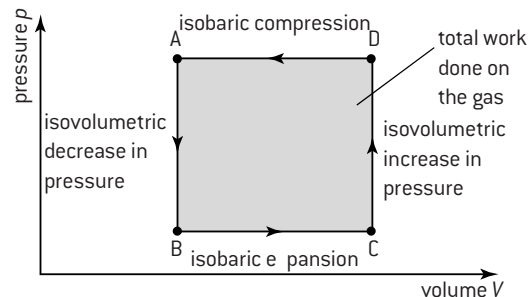 isobaric compression
A
D
pressure p
total work
done on
the gas
isovolumetric
decrease in
pressure
isovolumetric
increase in
pressure
B
C
isobaric e pansion
volume V